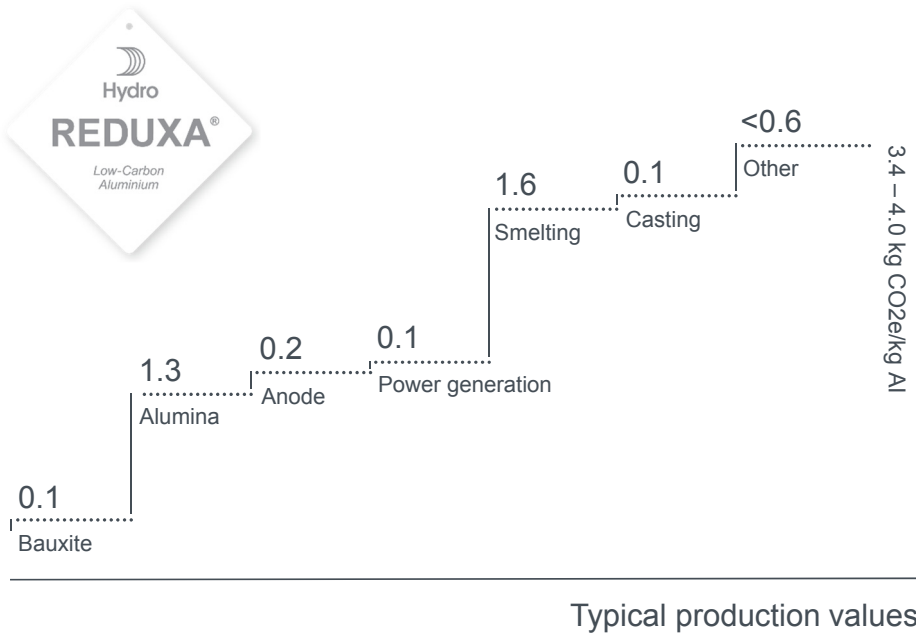 Hydro
REDUXA®
Low-Carbon
Aluminium
<0.6
Other
3.4 – 4.0 kg CO2e/kg Al
1.6
Smelting
0.1
Casting
0.1
Power generation
0.2
Anode
1.3
Alumina
0.1
Bauxite
Typical production values